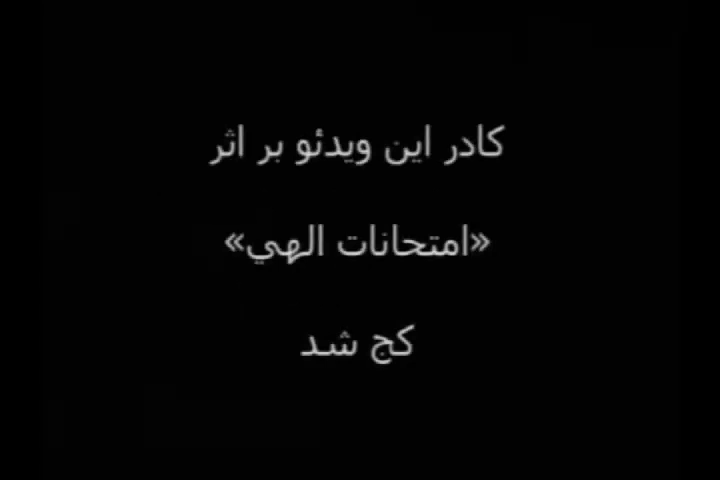 کادر این ویدئو بر اثر
«امتحانات الهي»
کج شد